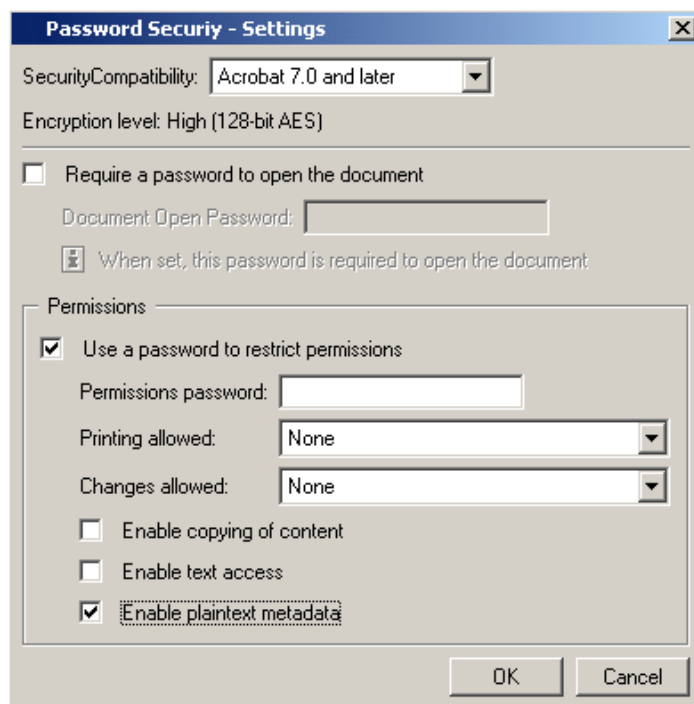 Password Securiy - Settings
SecurityCompatibility: Acrobat 7.0 and later
Encryption level: High (128-bit AES)
Require a password to open the document
Document Open Password:
When set, this password is required to open the document
Permissions
Use a password to restrict permissions
Permissions password:
Printing allowed: None
Changes allowed: None
Enable copying of content
Enable text access
Enable plaintext metadata
OK Cancel